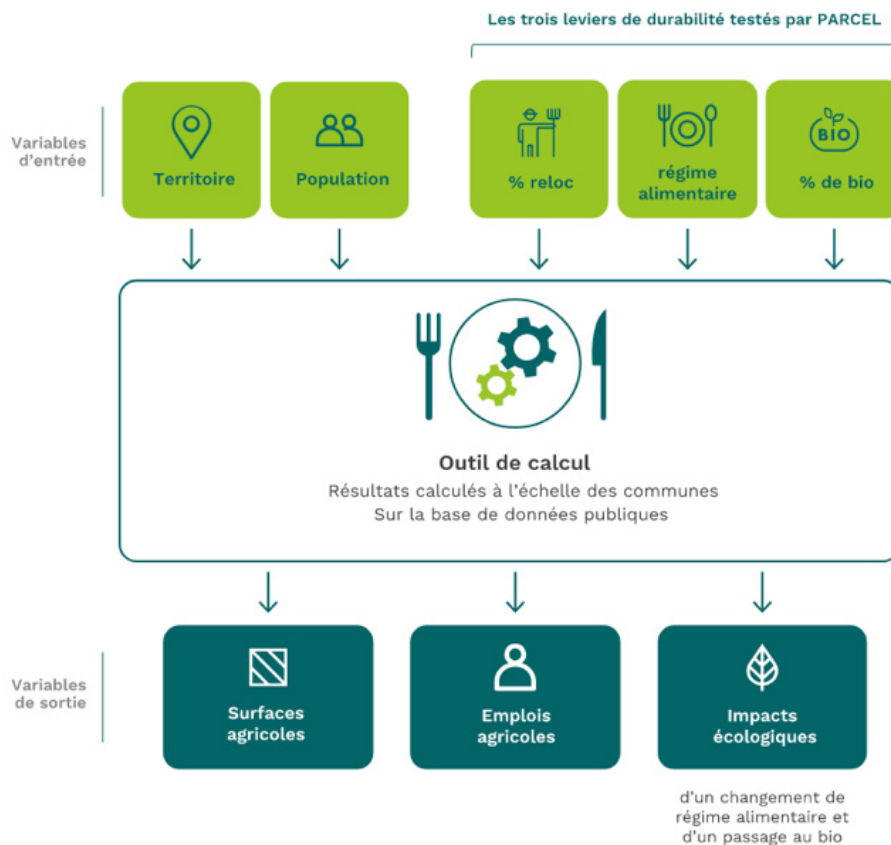 Les trois leviers de durabilité testés par PARCEL
Variables
d'entrée
Territoire
Population
% reloc
régime
alimentaire
BIO
% de bio
Outil de calcul
Résultats calculés à l'échelle des communes
Sur la base de données publiques
Variables
de sortie
Surfaces
agricoles
Emplois
agricoles
Impacts
écologiques
d'un changement de
régime alimentaire et
d'un passage au bio